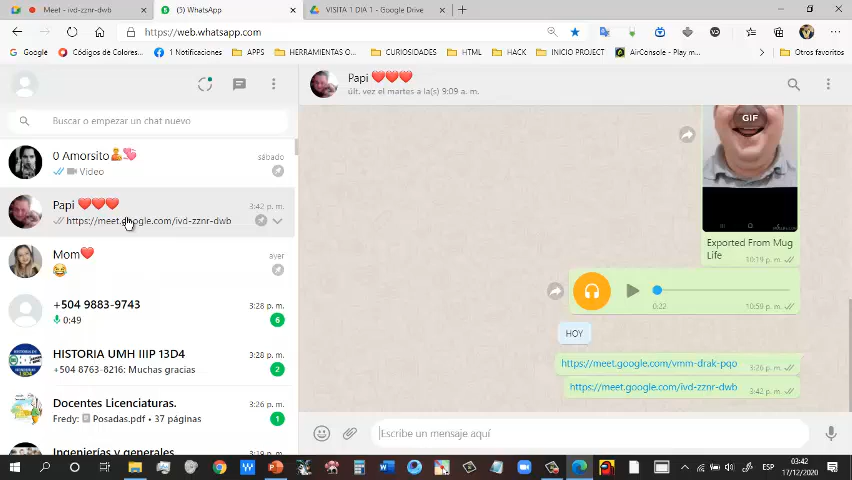 Meet - ivd-zznr-dwb
(5) WhatsApp
VISITA 1 DIA 1 - Google Drive
https://web.whatsapp.com
Google
Códigos de Colores...
1 Notificaciones
APPS
HERRAMIENTAS O...
CURIOSIDADES
HTML
HACK
INICIO PROJECT
AirConsole - Play m...
Otros favoritos
Buscar o empezar un chat nuevo
0 Amorsito
sábado
Video
Papi
3:42 p. m.
https://meet.google.com/ivd-zznr-dwb
Mom
ayer
+504 9883-9743
3:28 p. m.
0:49
6
HISTORIA UMH IIIP 13D4
3:28 p. m.
+504 8763-8216: Muchas gracias
2
Docentes Licenciaturas.
3:26 p. m.
Fredy: Posadas.pdf • 37 páginas
1
Ingenierías y generales
Papi
últ. vez el martes a la(s) 9:09 a. m.
GIF
Exported From Mug
Life
10:19 p. m.
0:22
10:59 p. m.
HOY
https://meet.google.com/vmm-drak-pqo
3:26 p. m.
https://meet.google.com/ivd-zznr-dwb
3:42 p. m.
Escribe un mensaje aquí
ESP
03:42
17/12/2020